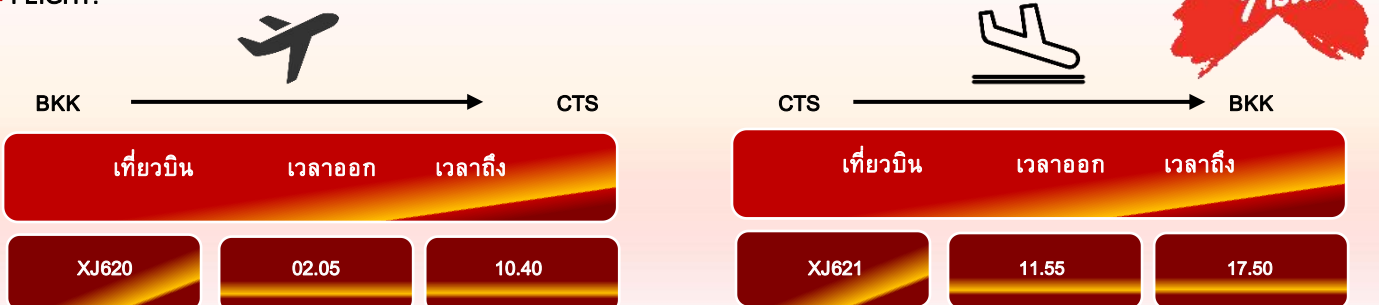 FLIGHT:
BKK CTS
เที่ยวบิน เวลาออก เวลาถึง
XJ620 02.05 10.40
CTS BKK
เที่ยวบิน เวลาออก เวลาถึง
XJ621 11.55 17.50